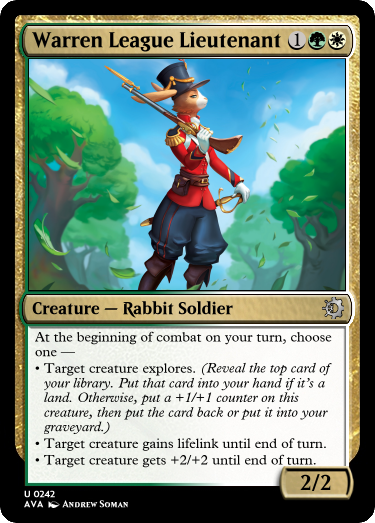 Warren League Lieutenant 1
Creature — Rabbit Soldier
At the beginning of combat on your turn, choose
one —
• Target creature explores. (Reveal the top card of
your library. Put that card into your hand if it's a
land. Otherwise, put a +1/+1 counter on this
creature, then put the card back or put it into your
graveyard.)
• Target creature gains lifelink until end of turn.
• Target creature gets +2/+2 until end of turn.
2/2
U 0242
AVA Andrew Soman